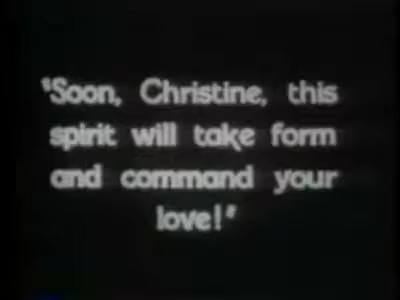 "Soon, Christine, this
spirit will take form
and command your
love!"